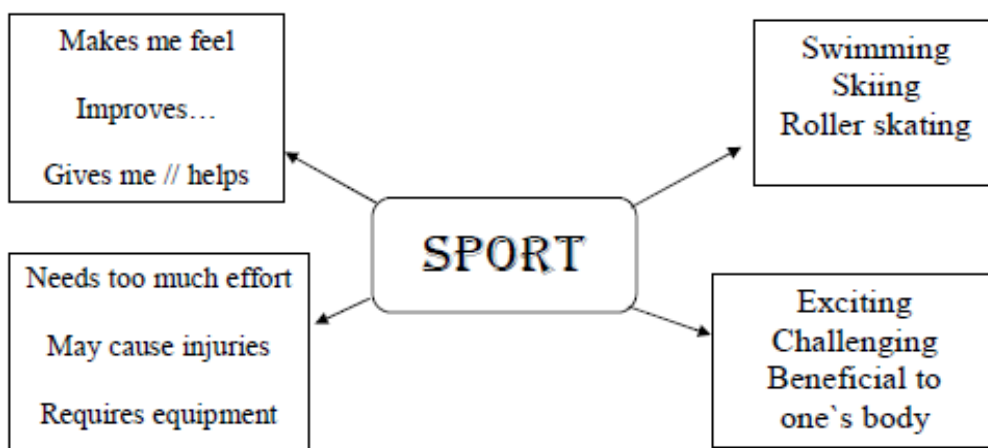 Makes me feel
Improves…
Gives me // helps
Swimming
Skiing
Roller skating
SPORT
Needs too much effort
May cause injuries
Requires equipment
Exciting
Challenging
Beneficial to
one`s body